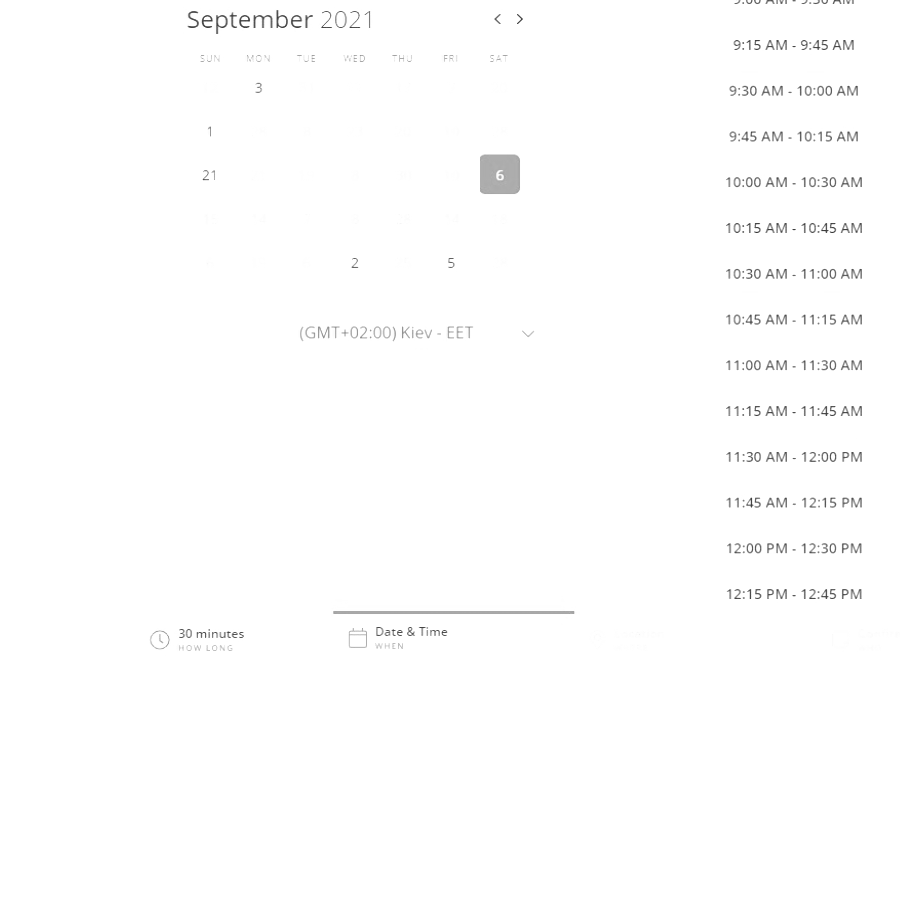 September 2021
SUN MON TUE WED THU FRI SAT
3
1
21 6
2 5
(GMT+02:00) Kiev - EET
9:15 AM - 9:45 AM
9:30 AM - 10:00 AM
9:45 AM - 10:15 AM
10:00 AM - 10:30 AM
10:15 AM - 10:45 AM
10:30 AM - 11:00 AM
10:45 AM - 11:15 AM
11:00 AM - 11:30 AM
11:15 AM - 11:45 AM
11:30 AM - 12:00 PM
11:45 AM - 12:15 PM
12:00 PM - 12:30 PM
12:15 PM - 12:45 PM
30 minutes
HOW LONG
Date & Time
WHEN